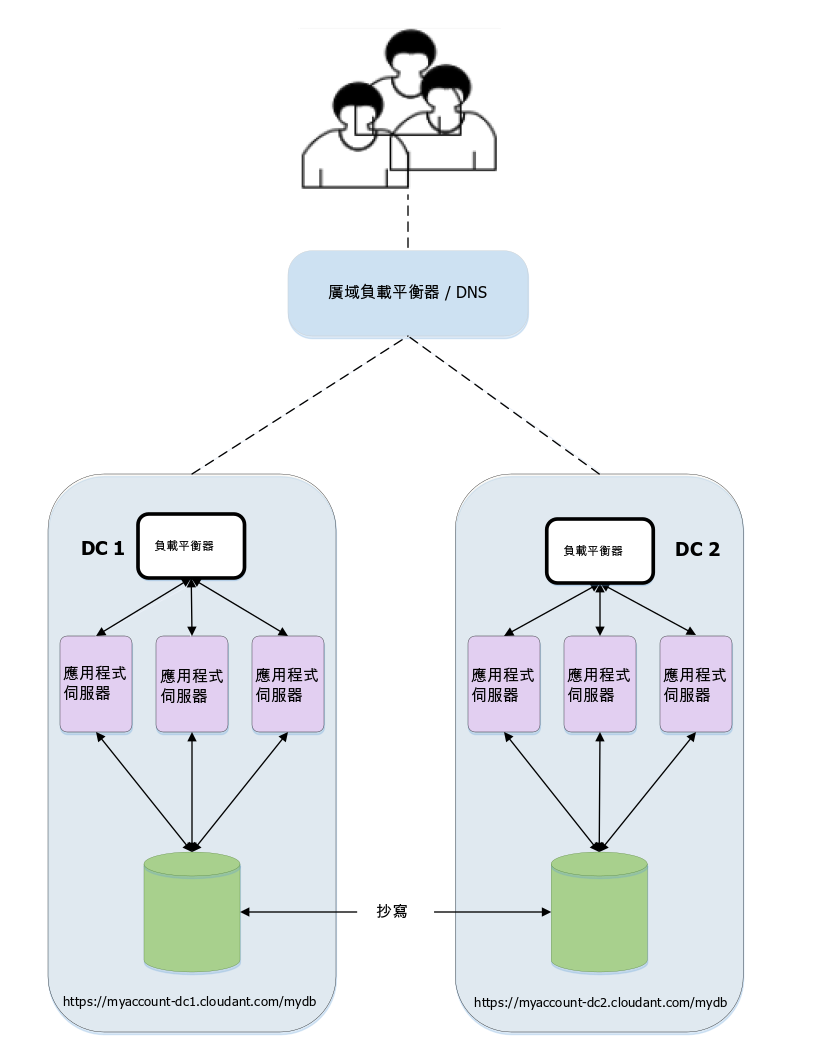 廣域負載平衡器 / DNS
DC 1
負載平衡器
應用程式
伺服器
應用程式
伺服器
應用程式
伺服器
https://myaccount-dc1.cloudant.com/mydb
抄寫
負載平衡器
DC 2
應用程式
伺服器
應用程式
伺服器
應用程式
伺服器
https://myaccount-dc2.cloudant.com/mydb